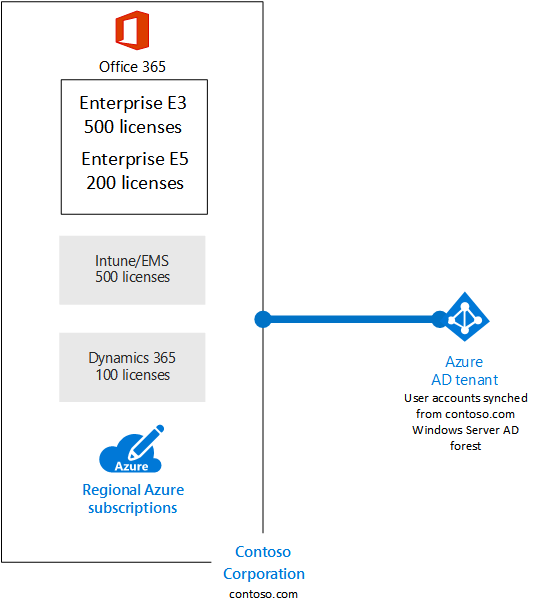 Office 365
Enterprise E3
500 licenses
Enterprise E5
200 licenses
Intune/EMS
500 licenses
Dynamics 365
100 licenses
Azure
Regional Azure
subscriptions
Azure
AD tenant
User accounts synched
from contoso.com
Windows Server AD
forest
Contoso
Corporation
contoso.com